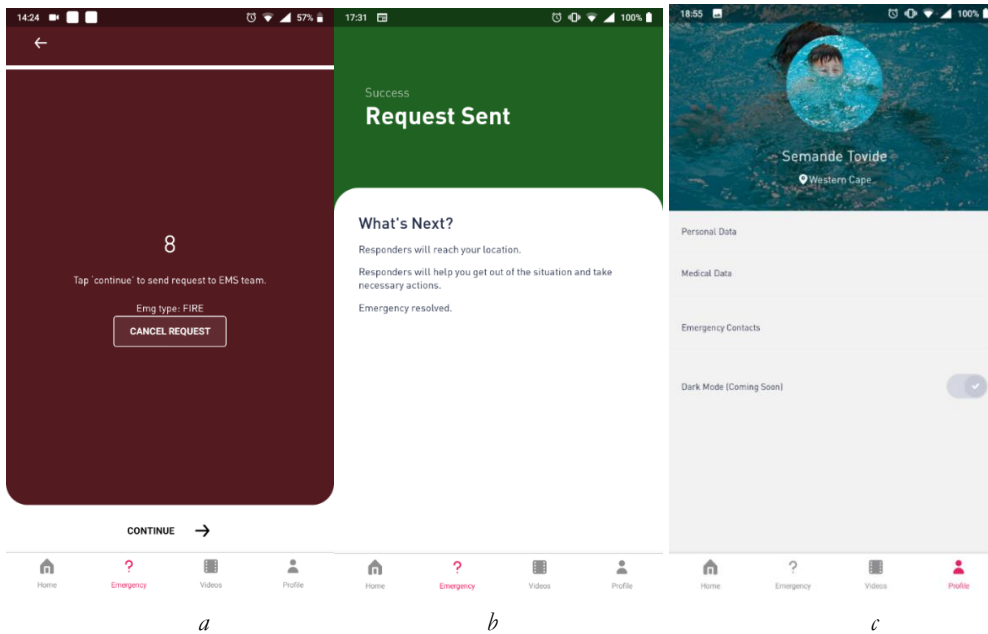 14:24
57%
8
Tap 'continue' to send request to EMS team.
Emg type: FIRE
CANCEL REQUEST
CONTINUE
Home
Emergency
Videos
Profile
a
17:31
100%
Success
Request Sent
What's Next?
Responders will reach your location.
Responders will help you get out of the situation and take
necessary actions.
Emergency resolved.
Home
Emergency
Videos
Profile
b
18:55
100%
Semande Tovide
Western Cape
Personal Data
Medical Data
Emergency Contacts
Dark Mode (Coming Soon)
Home
Emergency
Videos
Profile
c